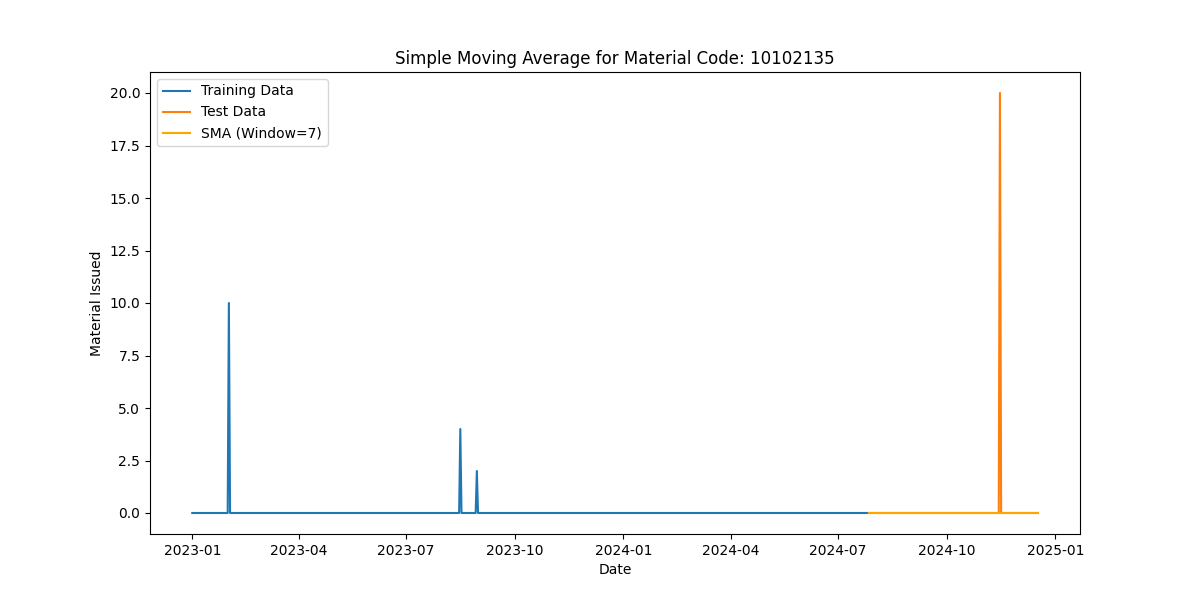 Simple Moving Average for Material Code: 10102135
Training Data
Test Data
SMA (Window=7)
Material Issued
20.0
17.5
15.0
12.5
10.0
7.5
5.0
2.5
0.0
2023-01 2023-04 2023-07 2023-10 2024-01 2024-04 2024-07 2024-10 2025-01
Date